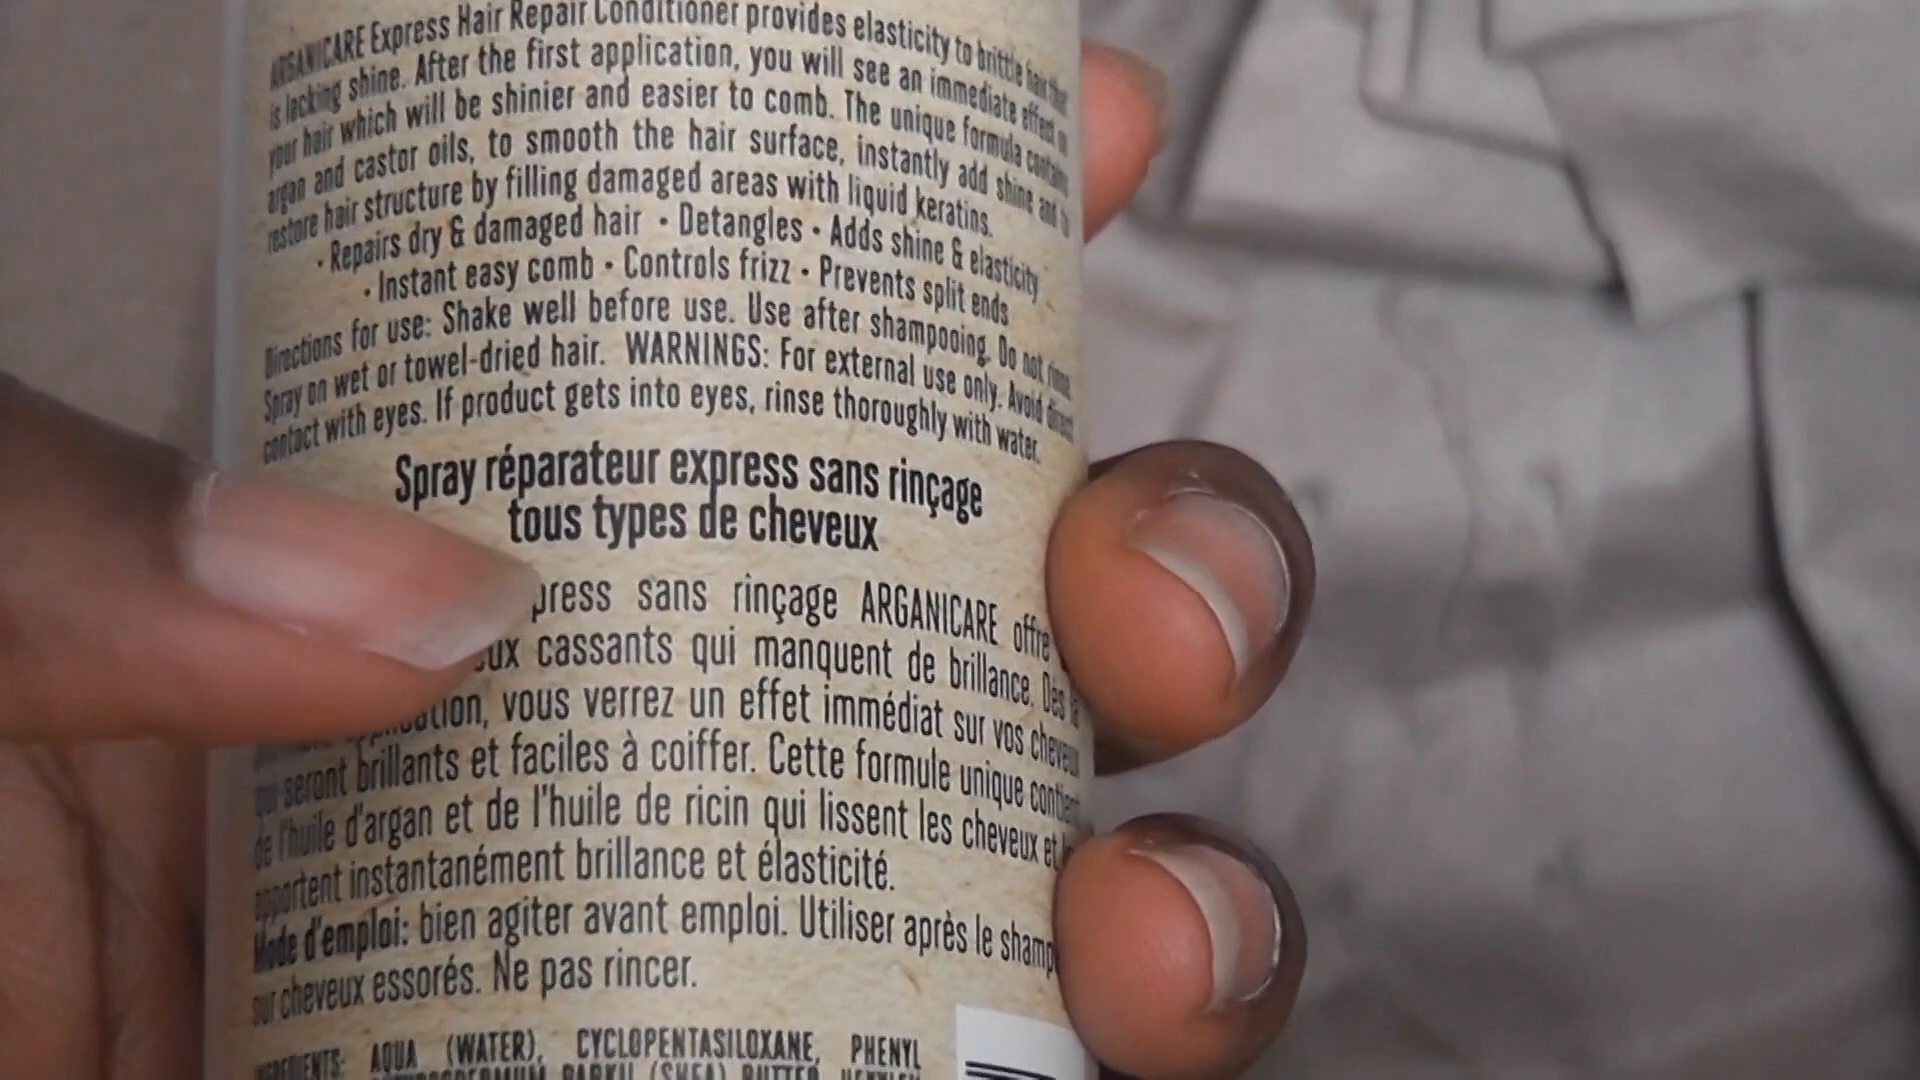 ARGANICARE Express Hair Repair Conditioner provides elasticity to brittle hair that
is lacking shine. After the first application, you will see an immediate effect on
your hair which will be shinier and easier to comb. The unique formula contains
argan and castor oils, to smooth the hair surface, instantly add shine and to
restore hair structure by filling damaged areas with liquid keratins.
• Repairs dry & damaged hair • Detangles • Adds shine & elasticity
• Instant easy comb • Controls frizz • Prevents split ends
Directions for use: Shake well before use. Use after shampooing. Do not rinse.
Spray on wet or towel-dried hair. WARNINGS: For external use only. Avoid direct
contact with eyes. If product gets into eyes, rinse thoroughly with water.
Spray réparateur express sans rinçage
tous types de cheveux
sans rinçage ARGANICARE offre
cassants qui manquent de brillance. Dès la
vous verrez un effet immédiat sur vos cheveux
qui seront brillants et faciles à coiffer. Cette formule unique contient
de l'huile d'argan et de l'huile de ricin qui lissent les cheveux et
apportent instantanément brillance et élasticité.
Mode d'emploi: bien agiter avant emploi. Utiliser après le
sur cheveux essorés. Ne pas rincer.
INGREDIENTS: AQUA (WATER), CYCLOPENTASILOXANE, PHENYL
PARKII (SHEA) BUTTER,